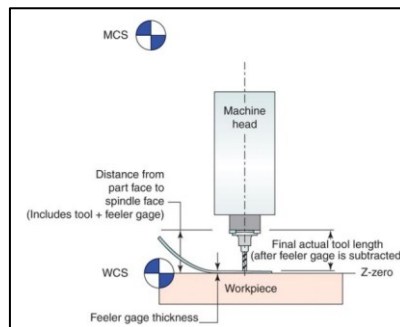 MCS
Machine
head
Distance from
part face to
spindle face
(Includes tool + feeler gage)
Final actual tool length
(after feeler gage is subtracted)
WCS
Z-zero
Workpiece
Feeler gage thickness